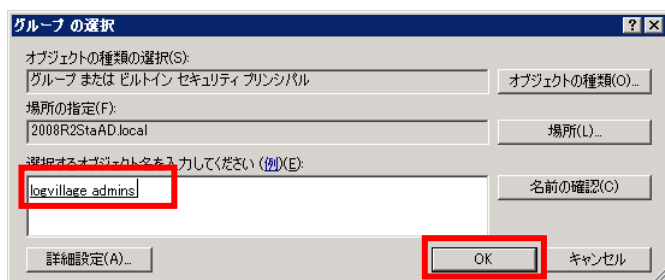 グループ の選択
オブジェクトの種類の選択(S):
グループ または ビルトイン セキュリティ プリンシパル
オブジェクトの種類(O)...
場所の指定(F):
2008R2StaAD.local
場所(L)...
選択するオブジェクト名を入力してください (例)(E):
logvillage admins
名前の確認(C)
詳細設定(A)...
OK
キャンセル